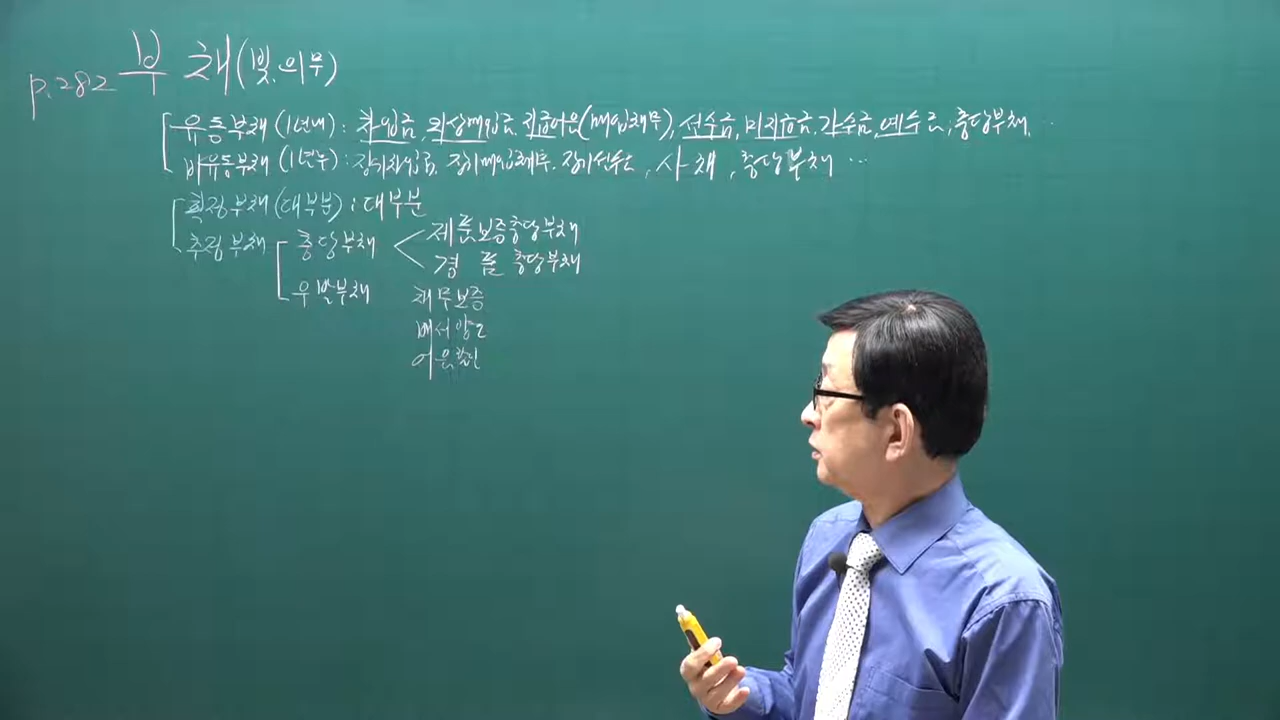 p.282 부 채(빚, 의무)
유동부채 (1년내) : 차입금, 외상매입금, 지급어음(매입채무), 선수금, 미지급금, 가수금, 예수금, 충당부채, ...
비유동부채 (1년후) : 장기차입금, 장기매입채무, 장기선수금, 사채, 충당부채 ...
확정부채(대부분) : 대부분
추정부채 충당부채 제품보증충당부채
경품충당부채
우발부채 채무보증
배서양도
어음할인